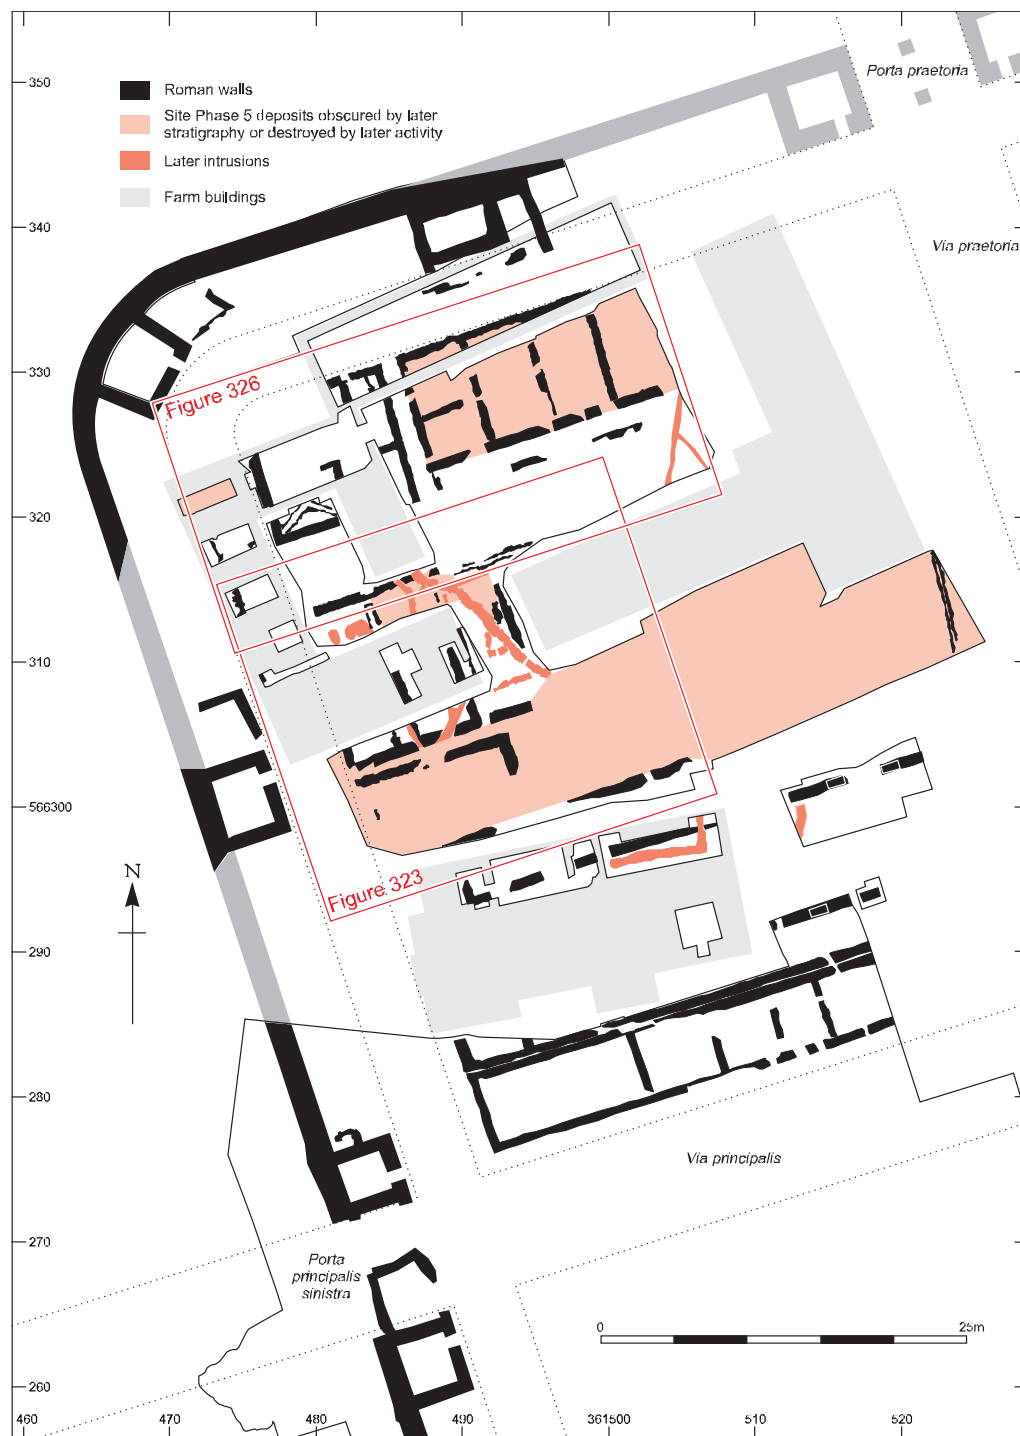 350
Porta praetoria
Roman walls
Site Phase 5 deposits obscured by later
stratigraphy or destroyed by later activity
Later intrusions
Farm buildings
340
Via praetoria
330
Figure 326
320
310
566300
N
Figure 323
290
280
Via principalis
270
Porta
principalis
sinistra
0
25m
260
460
470
480
490
361500
510
520